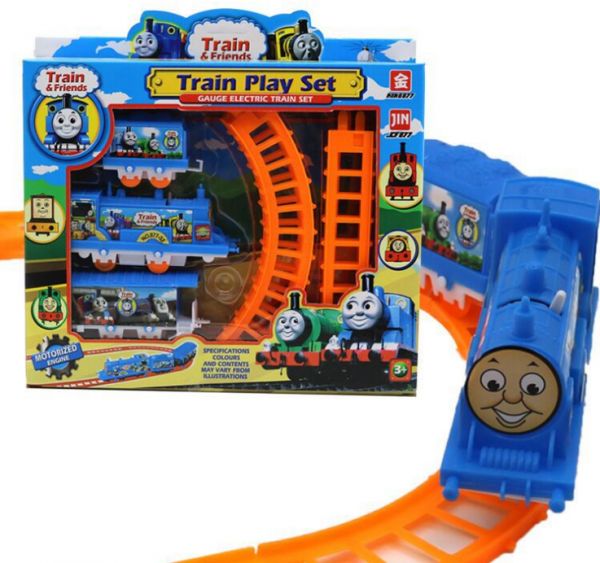 Train
& Friends
Train
& Friends
Train Play Set
GAUGE ELECTRIC TRAIN SET
金
JIN
Train
& Friends
MOTORIZED
ENGINE
SPECIFICATIONS
COLOURS
AND CONTENTS
MAY VARY FROM
ILLUSTRATIONS
3+